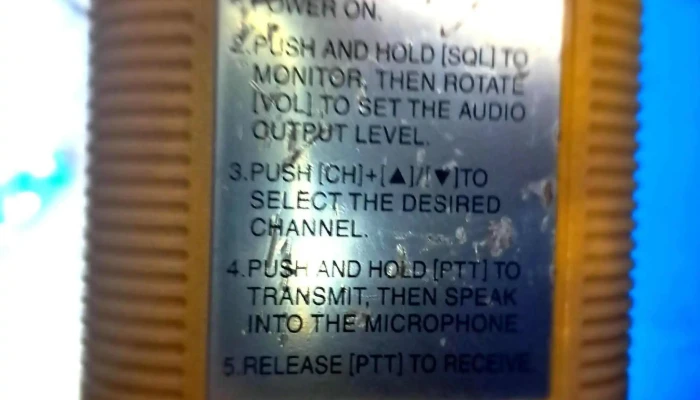 POWER ON.
2.PUSH AND HOLD [SQL] TO
MONITOR, THEN ROTATE
[VOL] TO SET THE AUDIO
OUTPUT LEVEL.
3.PUSH [CH]+[▲]/[▼]TO
SELECT THE DESIRED
CHANNEL.
4.PUSH AND HOLD [PTT] TO
TRANSMIT, THEN SPEAK
INTO THE MICROPHONE.
5.RELEASE [PTT] TO RECEIVE.